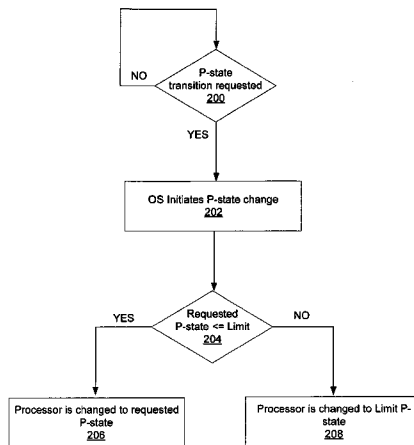 NO
P-state
transition requested
200
YES
OS Initiates P-state change
202
YES
Requested
P-state <= Limit
204
NO
Processor is changed to requested
P-state
206
Processor is changed to Limit P-
state
208